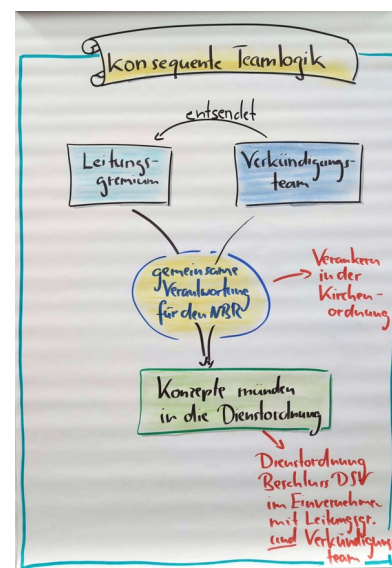 Konsequente Teamlogik
entsendet
Leitungs-
gremium
Verkündigungs-
team
gemeinsame
Verantwortung
für den NBR
Verankern
in der
Kirchen-
ordnung
Konzepte münden
in die Dienstordnung
Dienstordnung
Beschluss DSV
im Einvernehmen
mit Leitungsgr.
und Verkündigung
team